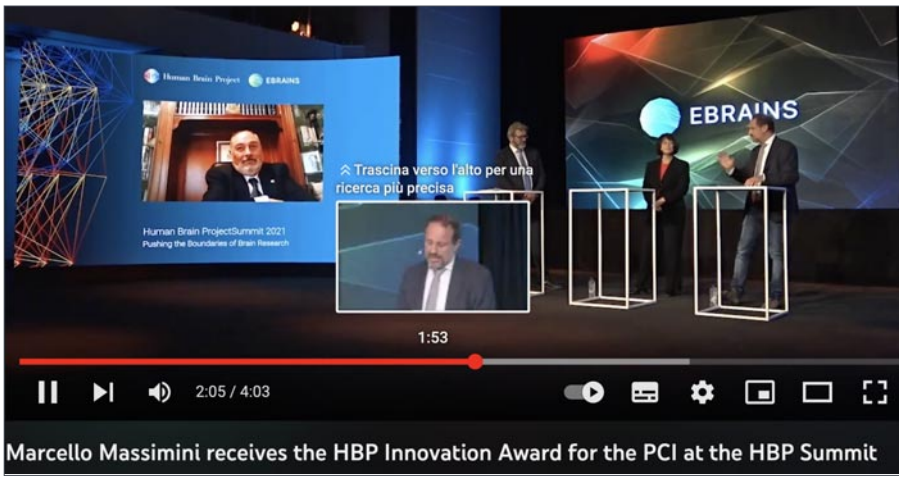 Human Brain Project EBRAINS
EBRAINS
Trascina verso l'alto per una
ricerca più precisa
Human Brain ProjectSummit 2021
Pushing the Boundaries of Brain Research
1:53
2:05 / 4:03
Marcello Massimini receives the HBP Innovation Award for the PCI at the HBP Summit